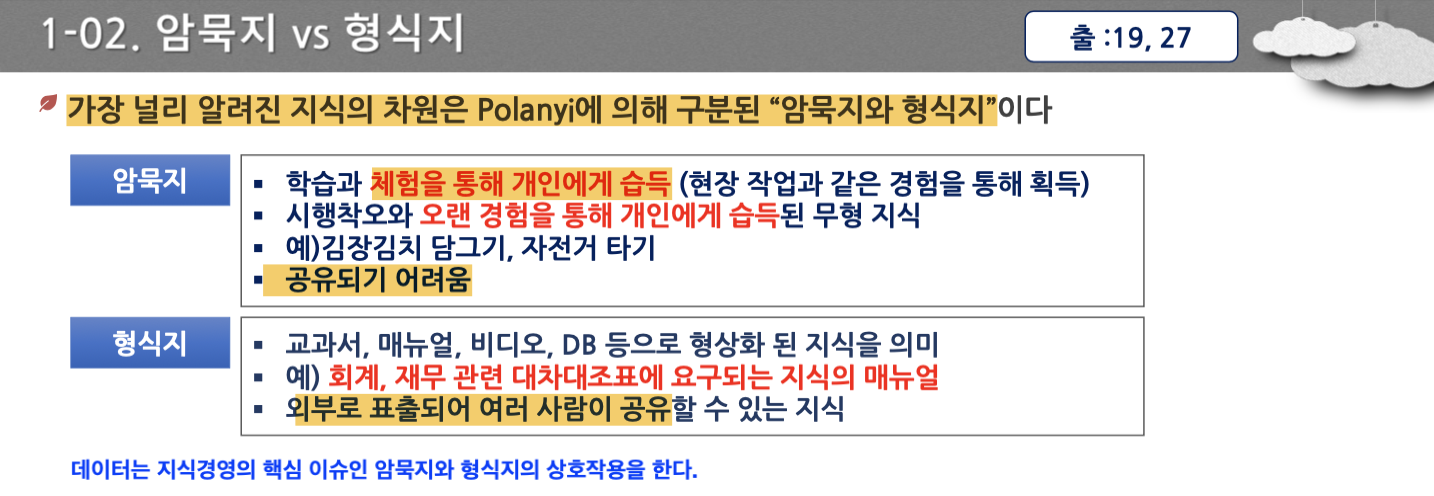 1-02. 암묵지 vs 형식지
출 :19, 27
가장 널리 알려진 지식의 차원은 Polanyi에 의해 구분된 “암묵지와 형식지”이다
암묵지
▪ 학습과 체험을 통해 개인에게 습득 (현장 작업과 같은 경험을 통해 획득)
▪ 시행착오와 오랜 경험을 통해 개인에게 습득된 무형 지식
▪ 예)김장김치 담그기, 자전거 타기
▪ 공유되기 어려움
형식지
▪ 교과서, 매뉴얼, 비디오, DB 등으로 형상화 된 지식을 의미
▪ 예) 회계, 재무 관련 대차대조표에 요구되는 지식의 매뉴얼
▪ 외부로 표출되어 여러 사람이 공유할 수 있는 지식
데이터는 지식경영의 핵심 이슈인 암묵지와 형식지의 상호작용을 한다.